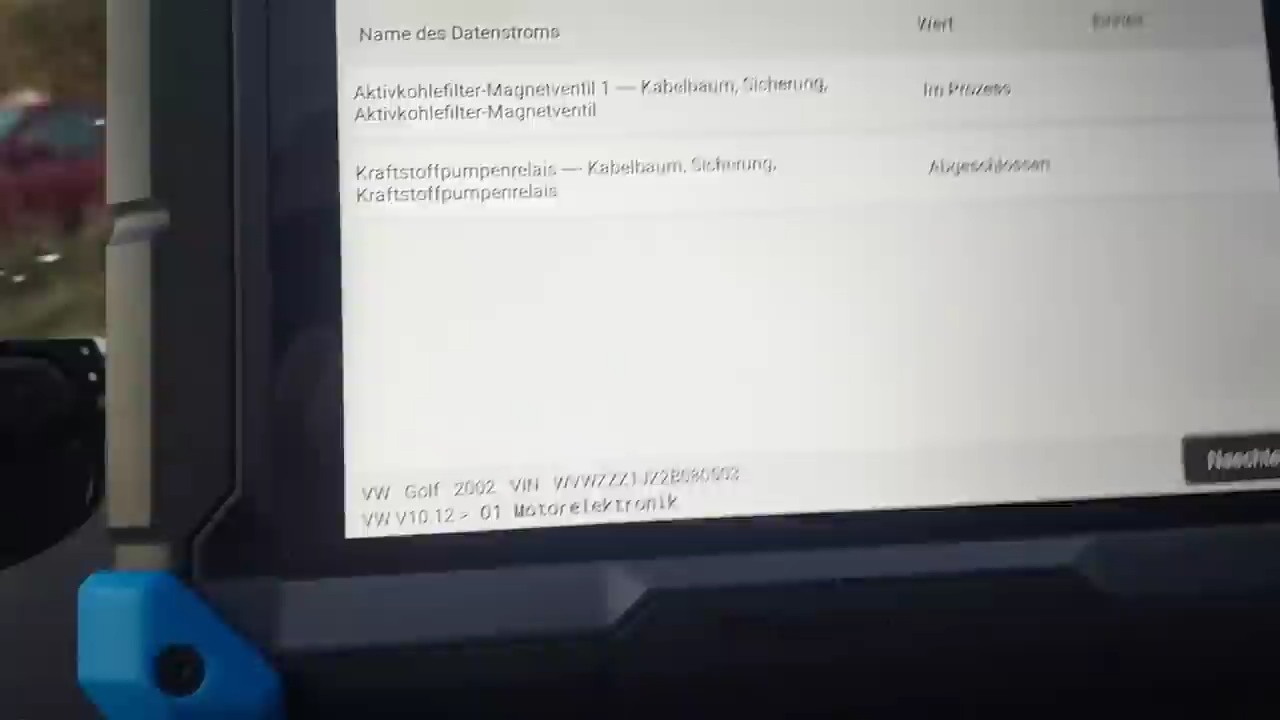 Name des Datenstroms Wert
Aktivkohlefilter-Magnetventil 1 — Kabelbaum, Sicherung, Im Prozess
Aktivkohlefilter-Magnetventil
Kraftstoffpumpenrelais — Kabelbaum, Sicherung, Abgeschlossen
Kraftstoffpumpenrelais
VW Golf 2002 VIN
VW V10.12 > 01 Motorelektronik